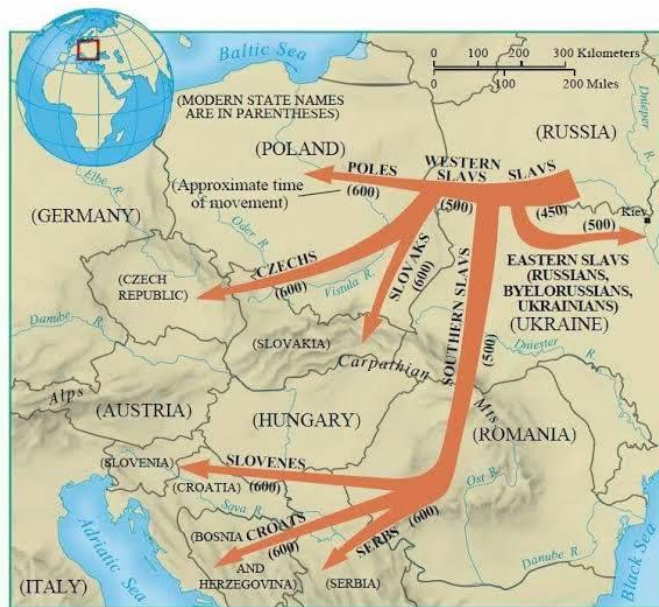 Baltic Sea
0 100 200 300 Kilometers
0 100 200 Miles
(MODERN STATE NAMES
ARE IN PARENTHESES)
Dnieper R.
(RUSSIA)
(POLAND)
POLES
(600)
WESTERN
SLAVS
(500)
SLAVS
(450)
(Approximate time
of movement)
Elbe R.
(GERMANY)
Oder R.
Kiev
(500)
EASTERN SLAVS
(RUSSIANS,
BYELORUSSIANS,
UKRAINIANS)
(UKRAINE)
CZECHS
(600)
SLOVAKS
(600)
Vistula R.
(CZECH
REPUBLIC)
SOUTHERN SLAVS
(500)
Danube R.
(SLOVAKIA)
Dniester R.
Carpathian Mts.
Alps
(AUSTRIA)
(HUNGARY)
(ROMANIA)
(SLOVENIA)
SLOVENES
(600)
(CROATIA)
Sava R.
Ost R.
(BOSNIA
AND
HERZEGOVINA)
CROATS
(600)
SERBS
(600)
(SERBIA)
Danube R.
Adriatic Sea
Black Sea
(ITALY)